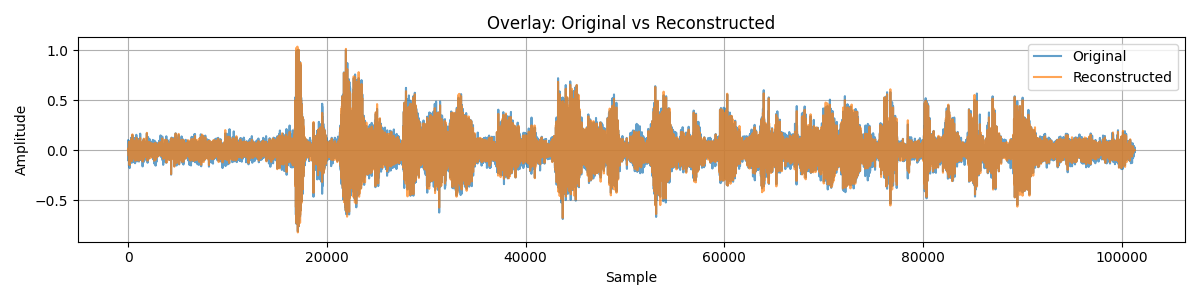 Overlay: Original vs Reconstructed
Amplitude
1.0
0.5
0.0
−0.5
Original
Reconstructed
0 20000 40000 60000 80000 100000
Sample